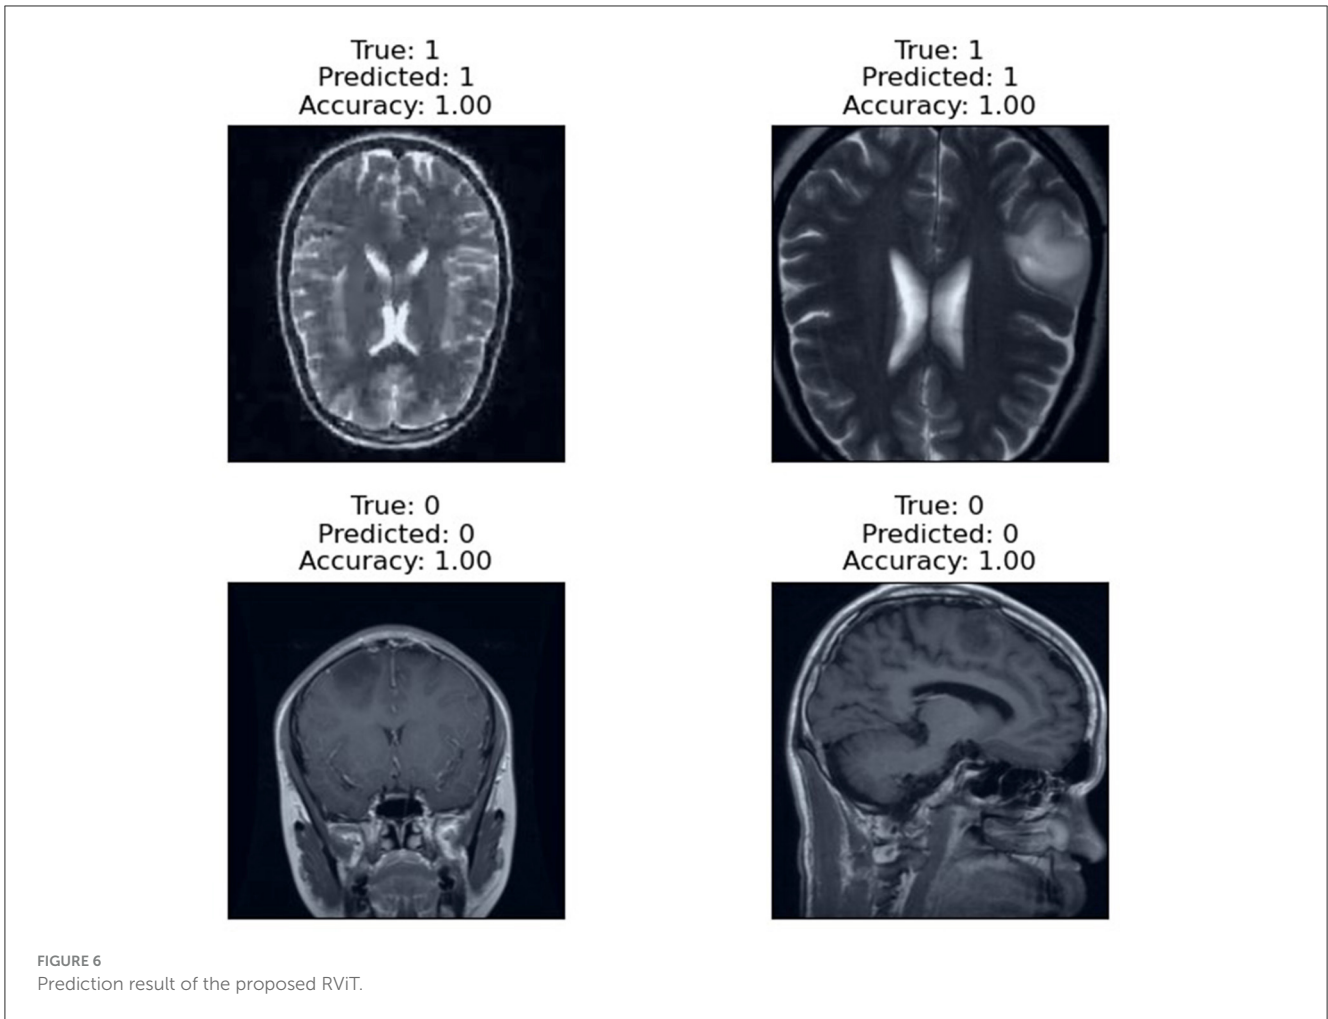 True: 1
Predicted: 1
Accuracy: 1.00
True: 1
Predicted: 1
Accuracy: 1.00
True: 0
Predicted: 0
Accuracy: 1.00
True: 0
Predicted: 0
Accuracy: 1.00
FIGURE 6
Prediction result of the proposed RViT.